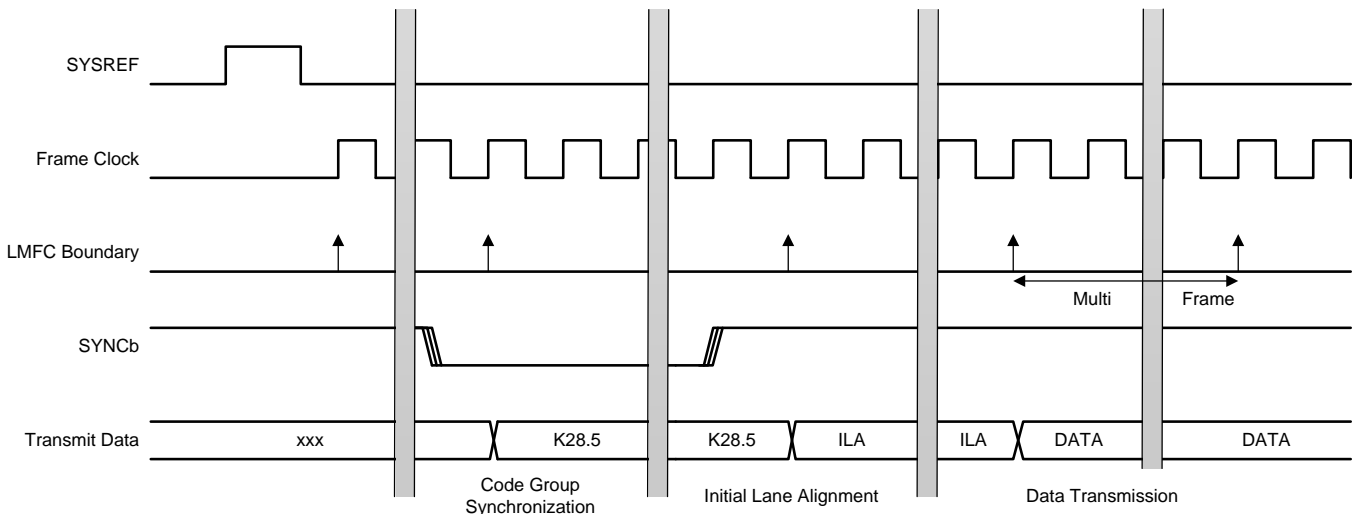 SYSREF
Frame Clock
LMFC Boundary
Multi Frame
SYNCb
Transmit Data
xxx
K28.5
K28.5
ILA
ILA
DATA
DATA
Code Group
Synchronization
Initial Lane Alignment
Data Transmission